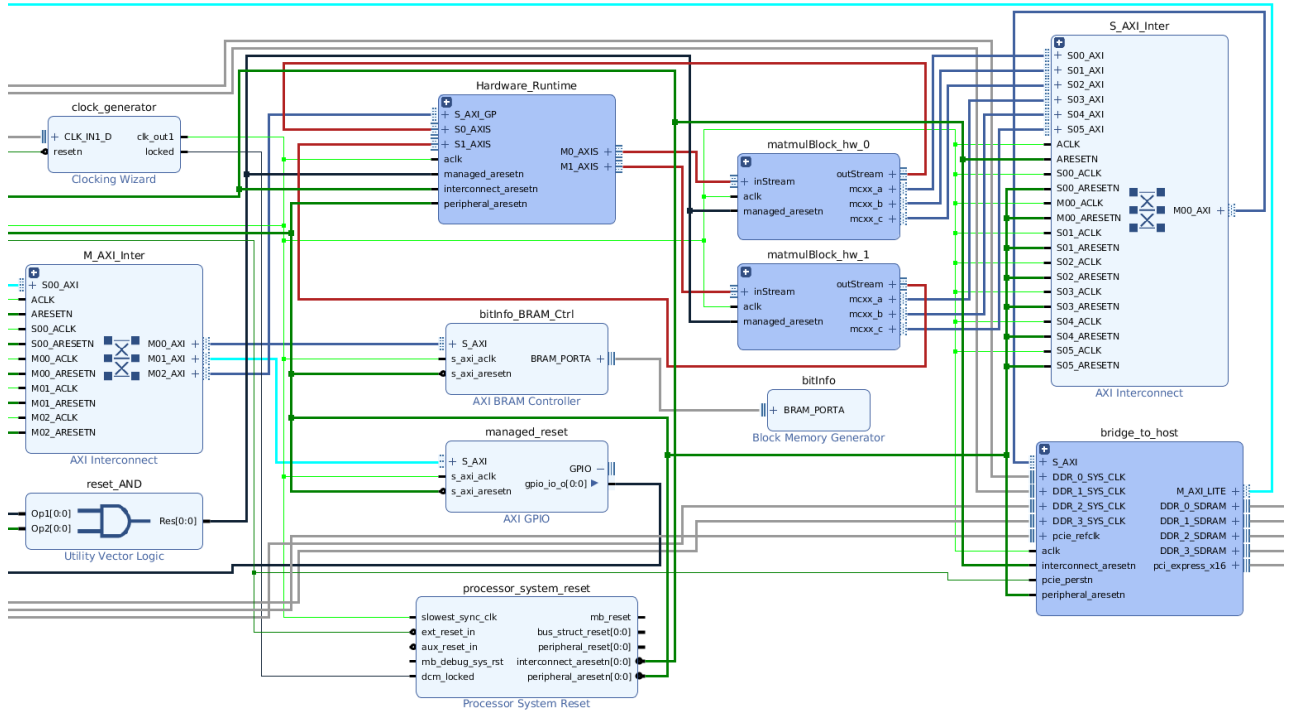 clock_generator
CLK_IN1_D
resetn
clk_out1
locked
Clocking Wizard
M_AXI_Inter
S00_AXI
ACLK
ARESETN
S00_ACLK
S00_ARESETN
M00_ACLK
M00_ARESETN
M01_ACLK
M01_ARESETN
M02_ACLK
M02_ARESETN
M00_AXI
M01_AXI
M02_AXI
AXI Interconnect
reset_AND
Op1[0:0]
Op2[0:0]
Res[0:0]
Utility Vector Logic
Hardware_Runtime
S_AXI_GP
S0_AXIS
S1_AXIS
aclk
managed_aresetn
interconnect_aresetn
peripheral_aresetn
M0_AXIS
M1_AXIS
bitInfo_BRAM_Ctrl
S_AXI
s_axi_aclk
s_axi_aresetn
BRAM_PORTA
AXI BRAM Controller
managed_reset
S_AXI
s_axi_aclk
s_axi_aresetn
GPIO
gpio_io_o[0:0]
AXI GPIO
processor_system_reset
slowest_sync_clk
ext_reset_in
aux_reset_in
mb_debug_sys_rst
dcm_locked
mb_reset
bus_struct_reset[0:0]
peripheral_reset[0:0]
interconnect_aresetn[0:0]
peripheral_aresetn[0:0]
Processor System Reset
matmulBlock_hw_0
inStream
aclk
managed_aresetn
outStream
mcxx_a
mcxx_b
mcxx_c
matmulBlock_hw_1
inStream
aclk
managed_aresetn
outStream
mcxx_a
mcxx_b
mcxx_c
bitInfo
BRAM_PORTA
Block Memory Generator
S_AXI_Inter
S00_AXI
S01_AXI
S02_AXI
S03_AXI
S04_AXI
S05_AXI
ACLK
ARESETN
S00_ACLK
S00_ARESETN
M00_ACLK
M00_ARESETN
S01_ACLK
S01_ARESETN
S02_ACLK
S02_ARESETN
S03_ACLK
S03_ARESETN
S04_ACLK
S04_ARESETN
S05_ACLK
S05_ARESETN
M00_AXI
AXI Interconnect
bridge_to_host
S_AXI
DDR_0_SYS_CLK
DDR_1_SYS_CLK
DDR_2_SYS_CLK
DDR_3_SYS_CLK
pcie_refclk
aclk
interconnect_aresetn
pcie_perstn
peripheral_aresetn
M_AXI_LITE
DDR_0_SDRAM
DDR_1_SDRAM
DDR_2_SDRAM
DDR_3_SDRAM
pci_express_x16